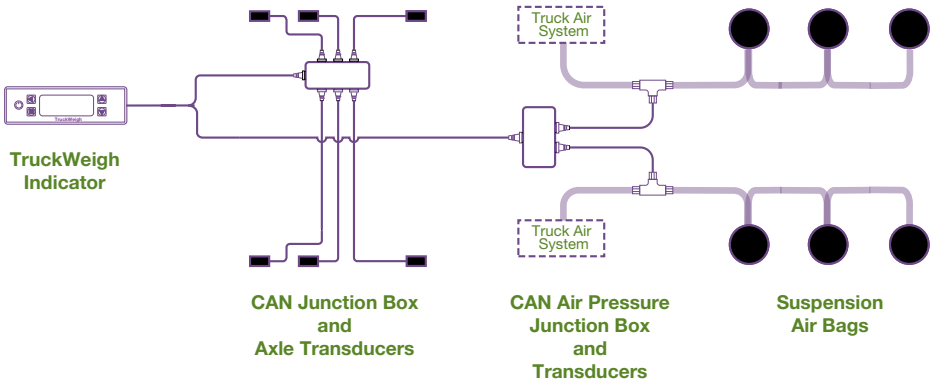 Truck Air
System
TruckWeigh
TruckWeigh
Indicator
Truck Air
System
CAN Junction Box
and
Axle Transducers
CAN Air Pressure
Junction Box
and
Transducers
Suspension
Air Bags